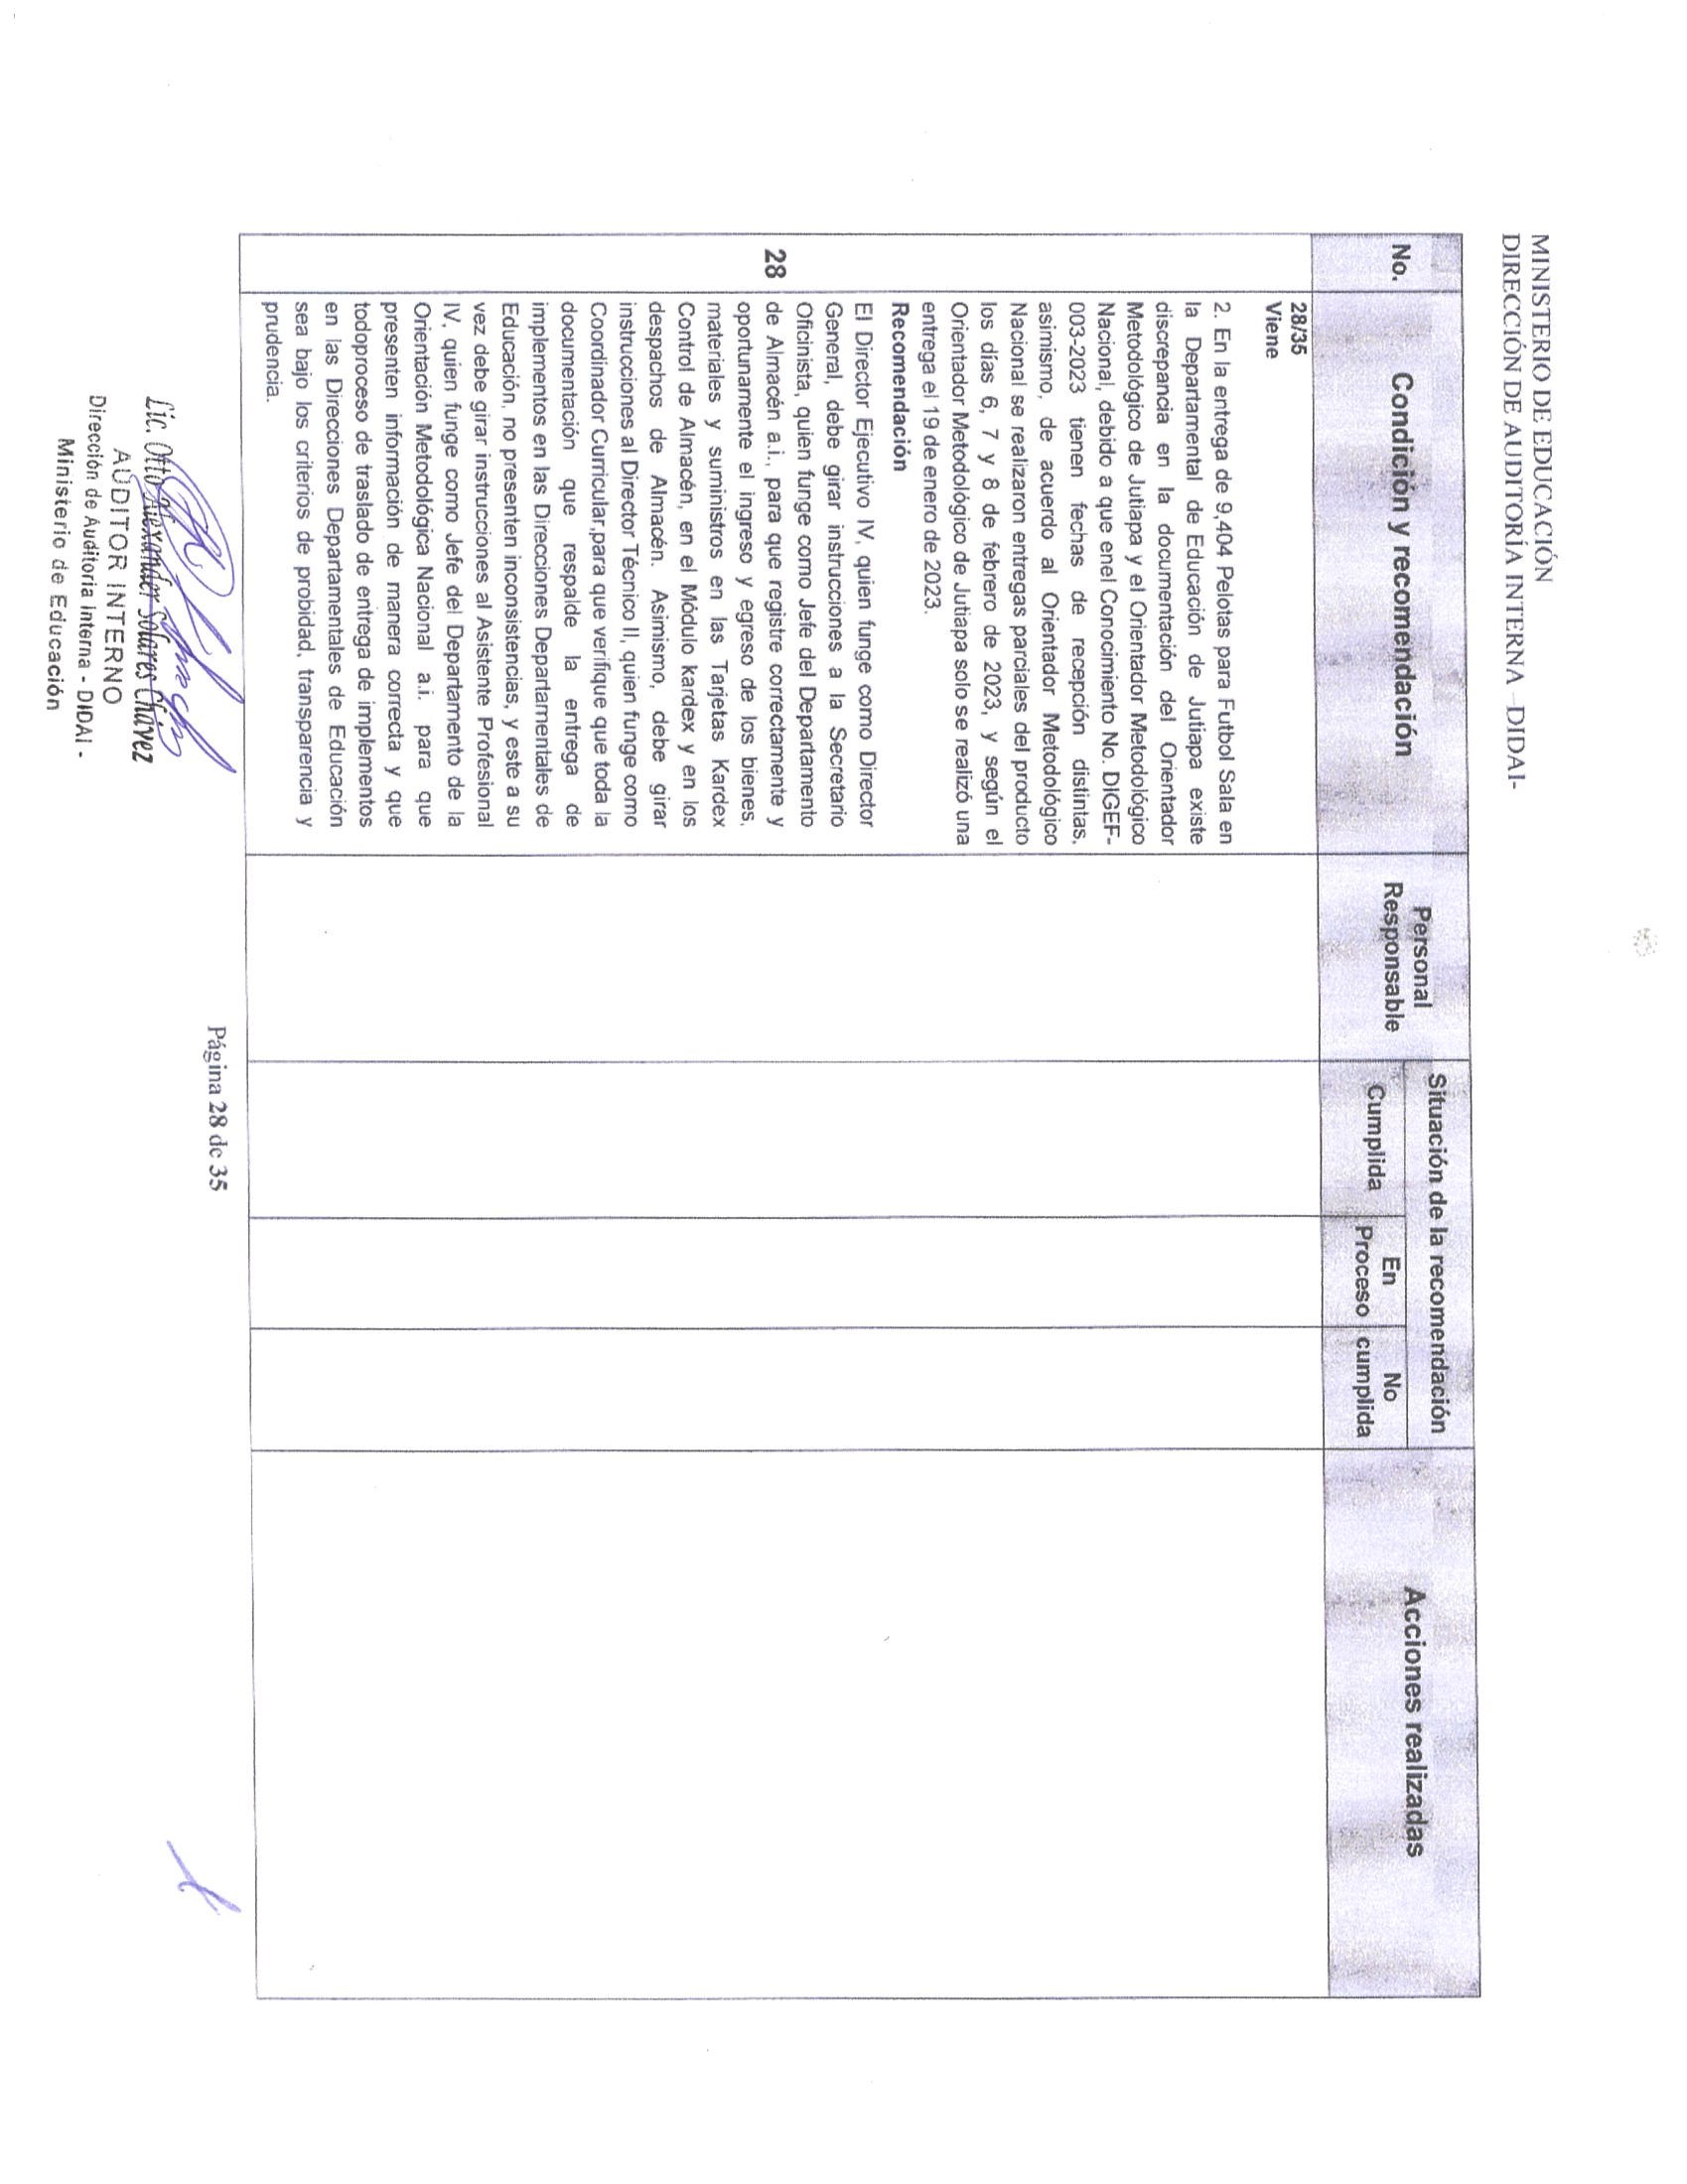 MINISTERIO DE EDUCACIÓN
DIRECCIÓN DE AUDITORÍA INTERNA –DIDAI-
No.
Condición y recomendación
Personal
Responsable
Situación de la recomendación
Cumplida
En
Proceso
No
cumplida
Acciones realizadas
28/35
Viene
2. En la entrega de 9,404 Pelotas para Futbol Sala en
la Departamental de Educación de Jutiapa existe
discrepancia en la documentación del Orientador
Metodológico de Jutiapa y el Orientador Metodológico
Nacional, debido a que enel Conocimiento No. DIGEF-
003-2023 tienen fechas de recepción distintas,
asimismo, de acuerdo al Orientador Metodológico
Nacional se realizaron entregas parciales del producto
los días 6, 7 y 8 de febrero de 2023, y según el
Orientador Metodológico de Jutiapa solo se realizó una
entrega el 19 de enero de 2023.
Recomendación
El Director Ejecutivo IV, quien funge como Director
General, debe girar instrucciones a la Secretario
Oficinista, quien funge como Jefe del Departamento
28
de Almacén a.i., para que registre correctamente y
oportunamente el ingreso y egreso de los bienes,
materiales y suministros en las Tarjetas Kardex
Control de Almacén, en el Módulo kardex y en los
despachos de Almacén. Asimismo, debe girar
instrucciones al Director Técnico II, quien funge como
Coordinador Curricular,para que verifique que toda la
documentación que respalde la entrega de
implementos en las Direcciones Departamentales de
Educación, no presenten inconsistencias, y este a su
vez debe girar instrucciones al Asistente Profesional
IV, quien funge como Jefe del Departamento de la
Orientación Metodológica Nacional a.i. para que
presenten información de manera correcta y que
todoproceso de traslado de entrega de implementos
en las Direcciones Departamentales de Educación
sea bajo los criterios de probidad, transparencia y
prudencia.
Página 28 de 35
Lic. Otto Alexander Solares Chávez
AUDITOR INTERNO
Dirección de Auditoria Interna - DIDAI -
Ministerio de Educación